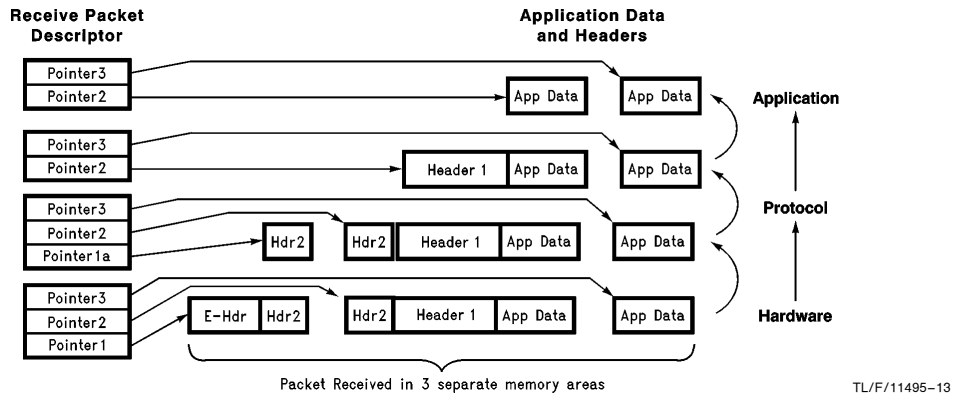 Receive Packet
Descriptor
Application Data
and Headers
Pointer3
Pointer2
App Data
App Data
Application
Pointer3
Pointer2
Header 1
App Data
App Data
Pointer3
Pointer2
Pointer1a
Hdr2
Hdr2
Header 1
App Data
App Data
Protocol
Pointer3
Pointer2
Pointer1
E-Hdr
Hdr2
Hdr2
Header 1
App Data
App Data
Hardware
Packet Received in 3 separate memory areas
TL/F/11495-13